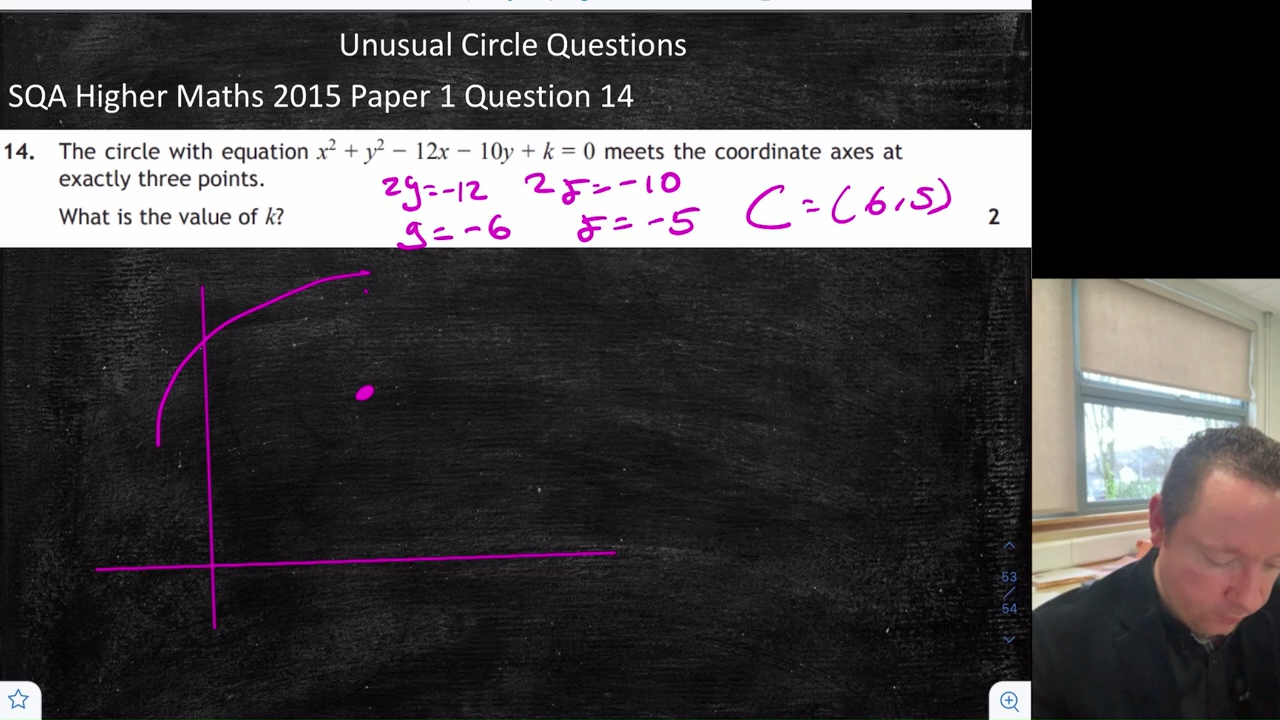 Unusual Circle Questions
SQA Higher Maths 2015 Paper 1 Question 14
14. The circle with equation x² + y² − 12x − 10y + k = 0 meets the coordinate axes at
exactly three points.
2g=-12 2f=-10
What is the value of k? 2
g=-6 f=-5 C=(6,5)
53
/
54